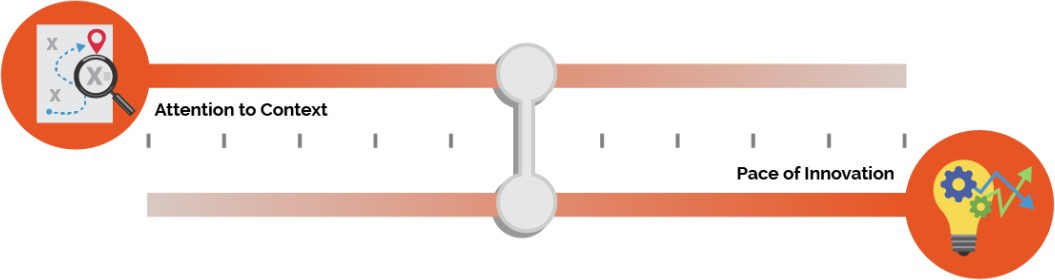 X
X
X
Attention to Context
Pace of Innovation